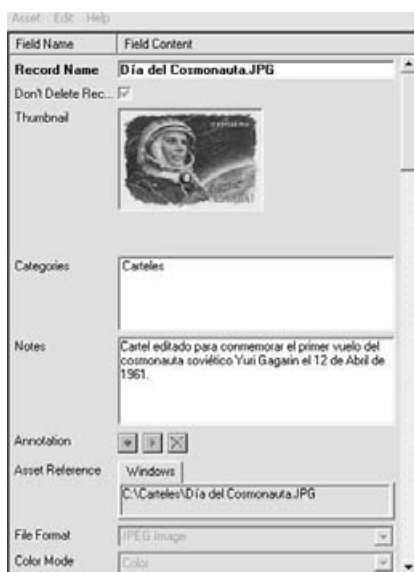 Asset Edit Help
Field Name Field Content
Record Name Día del Cosmonauta.JPG
Don't Delete Rec...
Thumbnail
Categories Carteles
Notes Cartel editado para conmemorar el primer vuelo del
cosmonauta soviético Yuri Gagarin el 12 de Abril de
1961.
Annotation
Asset Reference Windows
C:\Carteles\Día del Cosmonauta.JPG
File Format JPEG Image
Color Mode Color